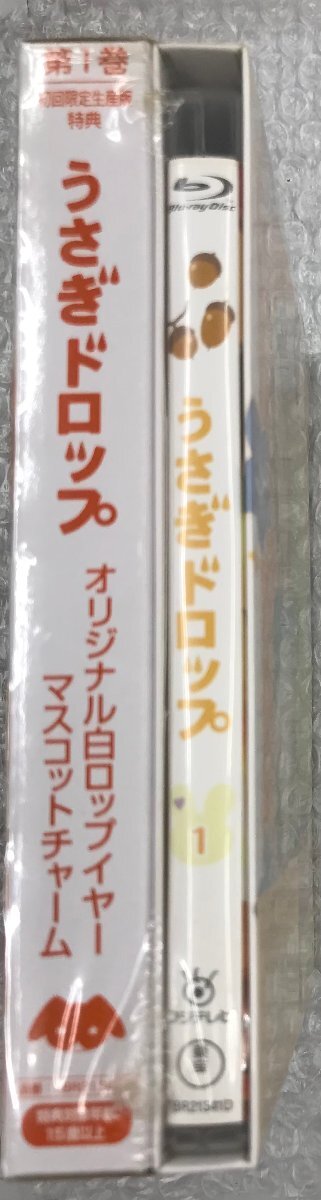 第1巻
初回限定生産版
特典
うさぎドロップ
オリジナル白ロップイヤー
マスコットチャーム
Blu-ray Disc
うさぎドロップ
1
フジテレビ